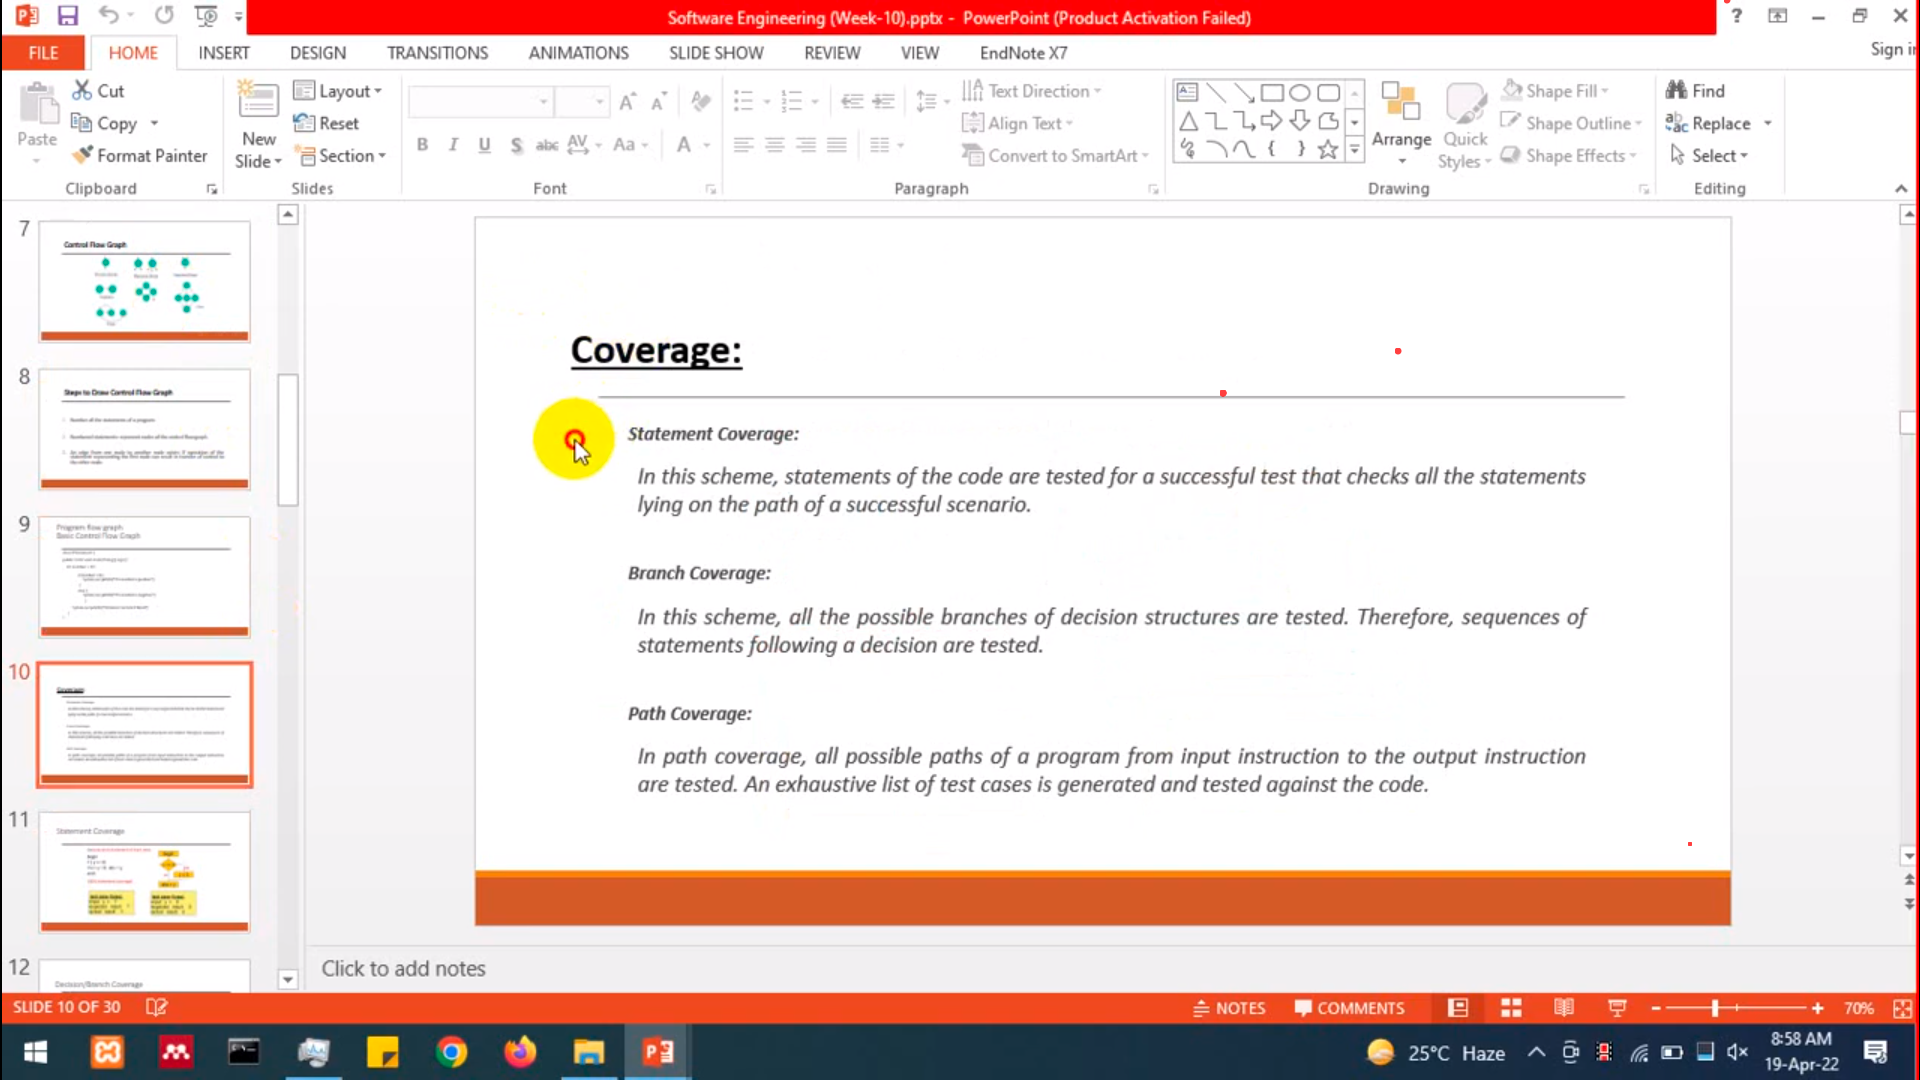 Software Engineering (Week-10).pptx - PowerPoint (Product Activation Failed)
?
FILE HOME INSERT DESIGN TRANSITIONS ANIMATIONS SLIDE SHOW REVIEW VIEW EndNote X7
Sign in
Paste
Cut
Copy
Format Painter
Clipboard
New
Slide
Layout
Reset
Section
Slides
B I U S abc AV Aa A
Font
Text Direction
Align Text
Convert to SmartArt
Paragraph
Arrange
Quick
Styles
Shape Fill
Shape Outline
Shape Effects
Drawing
Find
Replace
Select
Editing
7
Control Flow Graph
8
Steps to Draw Control Flow Graph
Number all the statements of a program.
9
Program flow graph
Basic Control Flow Graph
10
Coverage:
11
Statement Coverage
12
Decision/Branch Coverage
Coverage:
Statement Coverage:
In this scheme, statements of the code are tested for a successful test that checks all the statements
lying on the path of a successful scenario.
Branch Coverage:
In this scheme, all the possible branches of decision structures are tested. Therefore, sequences of
statements following a decision are tested.
Path Coverage:
In path coverage, all possible paths of a program from input instruction to the output instruction
are tested. An exhaustive list of test cases is generated and tested against the code.
Click to add notes
SLIDE 10 OF 30
NOTES
COMMENTS
70%
25°C Haze
8:58 AM
19-Apr-22